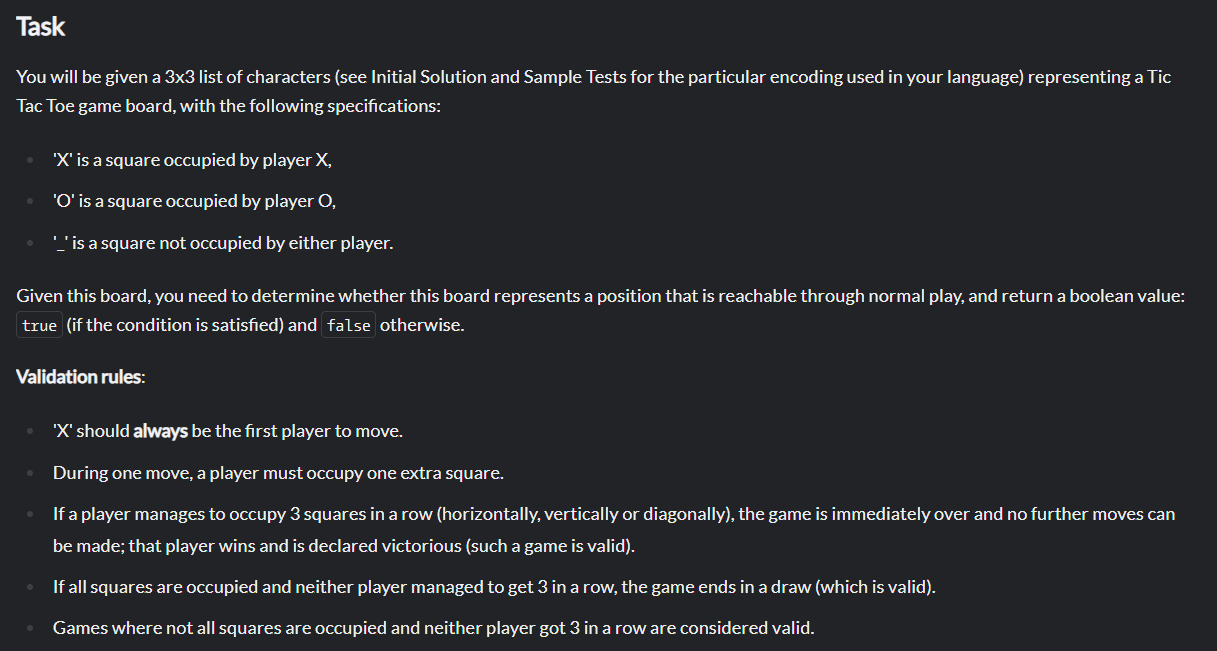 Task
You will be given a 3x3 list of characters (see Initial Solution and Sample Tests for the particular encoding used in your language) representing a Tic
Tac Toe game board, with the following specifications:
'X' is a square occupied by player X,
'O' is a square occupied by player O,
'_' is a square not occupied by either player.
Given this board, you need to determine whether this board represents a position that is reachable through normal play, and return a boolean value:
true (if the condition is satisfied) and false otherwise.
Validation rules:
'X' should always be the first player to move.
During one move, a player must occupy one extra square.
If a player manages to occupy 3 squares in a row (horizontally, vertically or diagonally), the game is immediately over and no further moves can
be made; that player wins and is declared victorious (such a game is valid).
If all squares are occupied and neither player managed to get 3 in a row, the game ends in a draw (which is valid).
Games where not all squares are occupied and neither player got 3 in a row are considered valid.